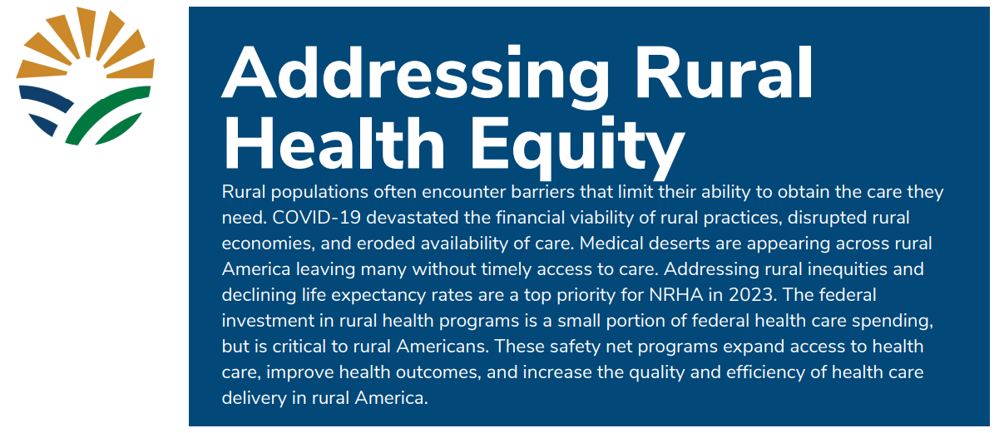 Addressing Rural
Health Equity
Rural populations often encounter barriers that limit their ability to obtain the care they
need. COVID-19 devastated the financial viability of rural practices, disrupted rural
economies, and eroded availability of care. Medical deserts are appearing across rural
America leaving many without timely access to care. Addressing rural inequities and
declining life expectancy rates are a top priority for NRHA in 2023. The federal
investment in rural health programs is a small portion of federal health care spending,
but is critical to rural Americans. These safety net programs expand access to health
care, improve health outcomes, and increase the quality and efficiency of health care
delivery in rural America.